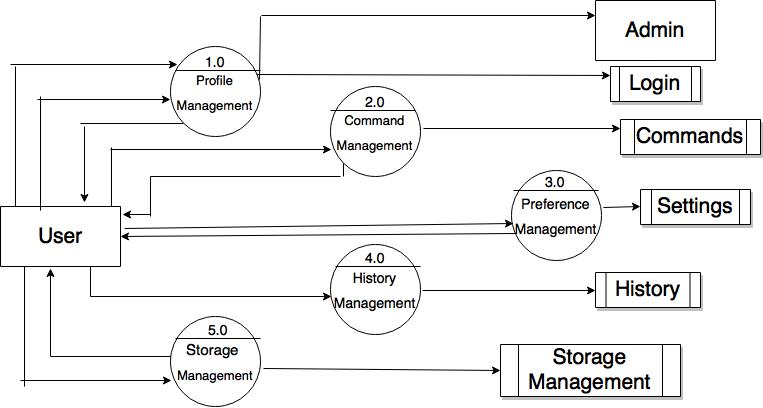 1.0
Profile
Management
Admin
Login
2.0
Command
Management
Commands
3.0
Preference
Management
Settings
User
4.0
History
Management
History
5.0
Storage
Management
Storage
Management